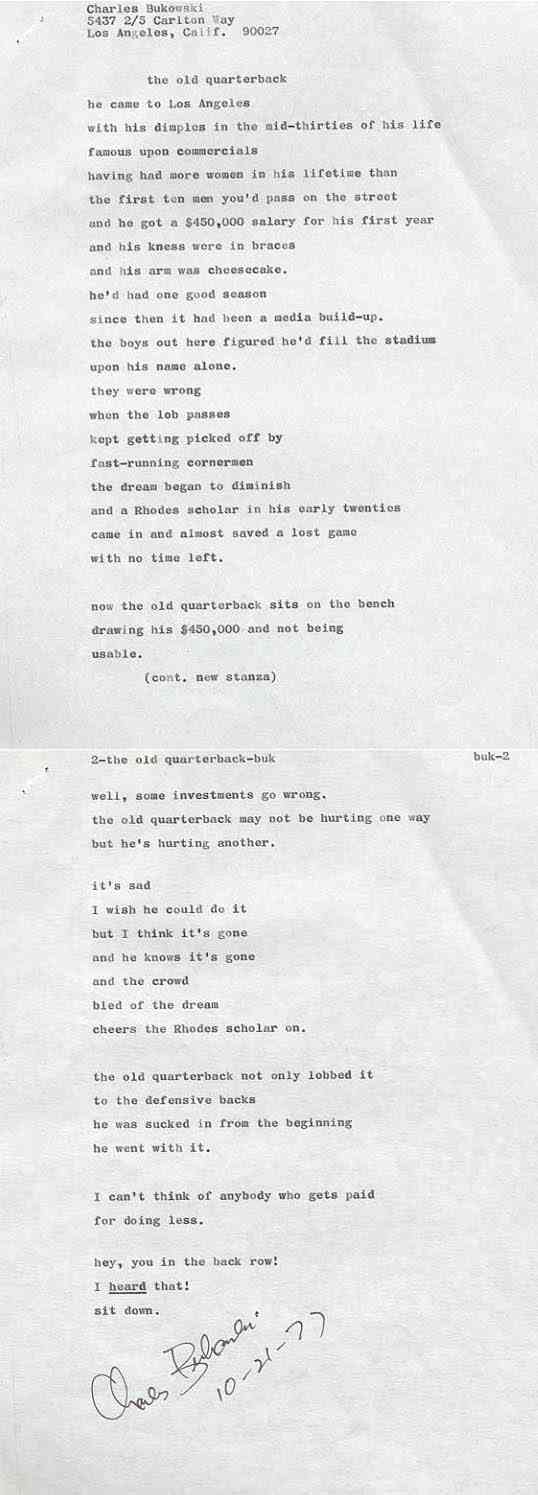 Charles Bukowski
5437 2/5 Carlton Way
Los Angeles, Calif. 90027
the old quarterback
he came to Los Angeles
with his dimples in the mid-thirties of his life
famous upon commercials
having had more women in his lifetime than
the first ten men you'd pass on the street
and he got a $450,000 salary for his first year
and his kness were in braces
and his arm was cheesecake.
he'd had one good season
since then it had been a media build-up.
the boys out here figured he'd fill the stadium
upon his name alone.
they were wrong
when the lob passes
kept getting picked off by
fast-running cornermen
the dream began to diminish
and a Rhodes scholar in his early twenties
came in and almost saved a lost game
with no time left.
now the old quarterback sits on the bench
drawing his $450,000 and not being
usable.
(cont. new stanza)
2-the old quarterback-buk buk-2
well, some investments go wrong.
the old quarterback may not be hurting one way
but he's hurting another.
it's sad
I wish he could do it
but I think it's gone
and he knows it's gone
and the crowd
bled of the dream
cheers the Rhodes scholar on.
the old quarterback not only lobbed it
to the defensive backs
he was sucked in from the beginning
he went with it.
I can't think of anybody who gets paid
for doing less.
hey, you in the back row!
I heard that!
sit down.
Charles Bukowski
10-21-77